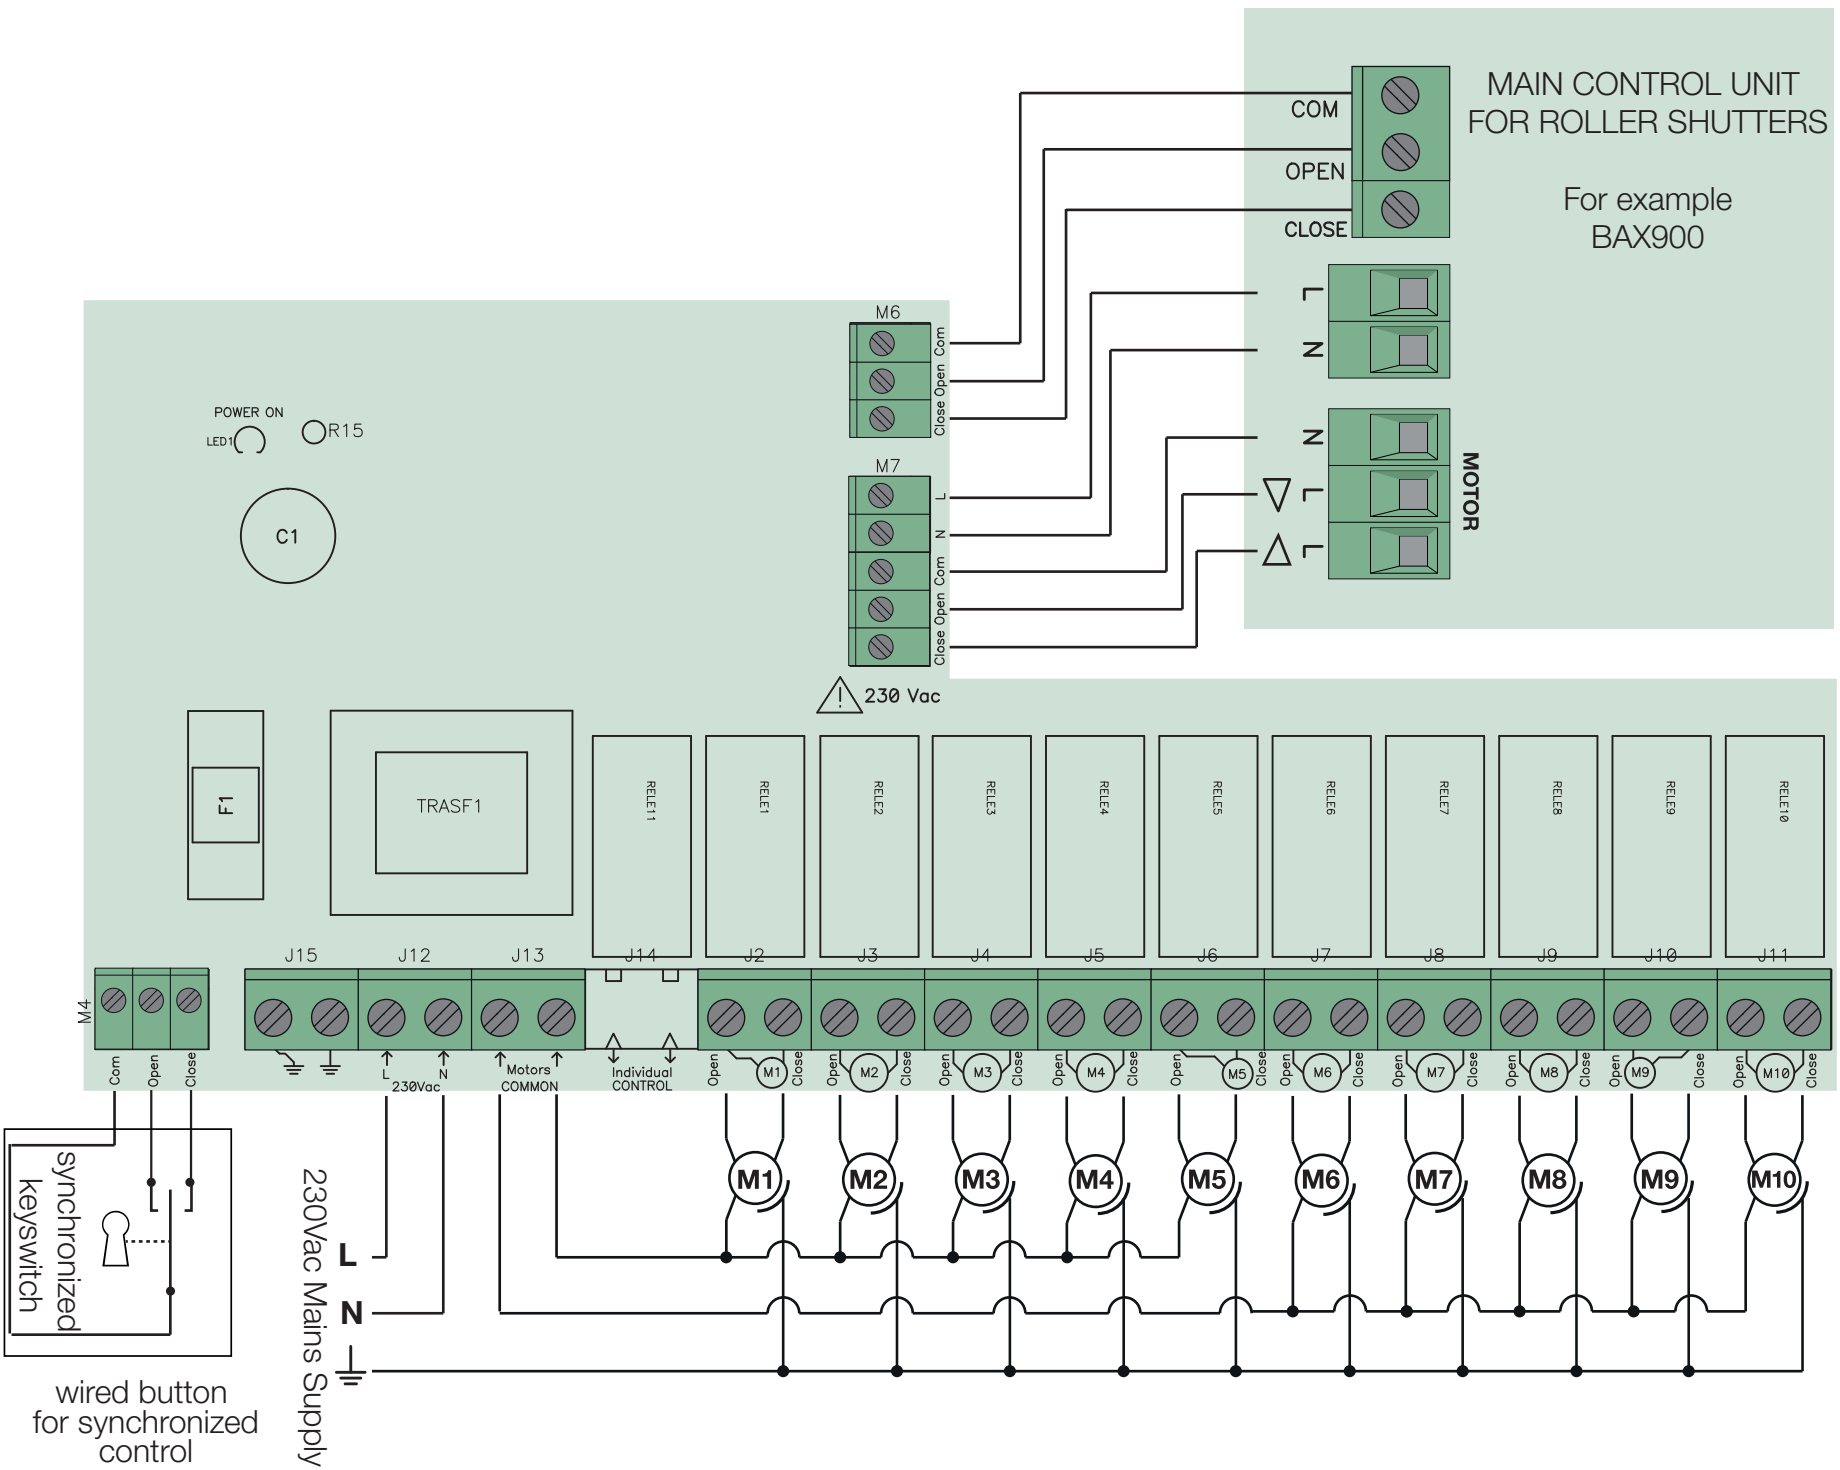 MAIN CONTROL UNIT
FOR ROLLER SHUTTERS
For example
BAX900
COM
OPEN
CLOSE
L
N
N
L
L
MOTOR
M6
Com
Open
Close
M7
L
N
Com
Open
Close
230 Vac
POWER ON
LED1
R15
C1
F1
TRASF1
RELE11
RELE1
RELE2
RELE3
RELE4
RELE5
RELE6
RELE7
RELE8
RELE9
RELE10
J15
J12
J13
J14
J2
J3
J4
J5
J6
J7
J8
J9
J10
J11
M4
Com
Open
Close
L
N
230Vac
Motors
COMMON
Individual
CONTROL
Open M1 Close
Open M2 Close
Open M3 Close
Open M4 Close
Open M5 Close
Open M6 Close
Open M7 Close
Open M8 Close
Open M9 Close
Open M10 Close
M1
M2
M3
M4
M5
M6
M7
M8
M9
M10
synchronized
keyswitch
230Vac Mains Supply
L
N
wired button
for synchronized
control